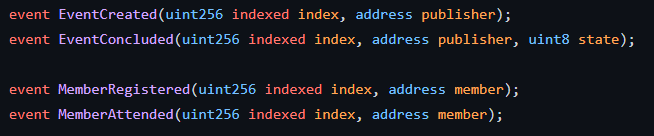 event EventCreated(uint256 indexed index, address publisher);
event EventConcluded(uint256 indexed index, address publisher, uint8 state);
event MemberRegistered(uint256 indexed index, address member);
event MemberAttended(uint256 indexed index, address member);